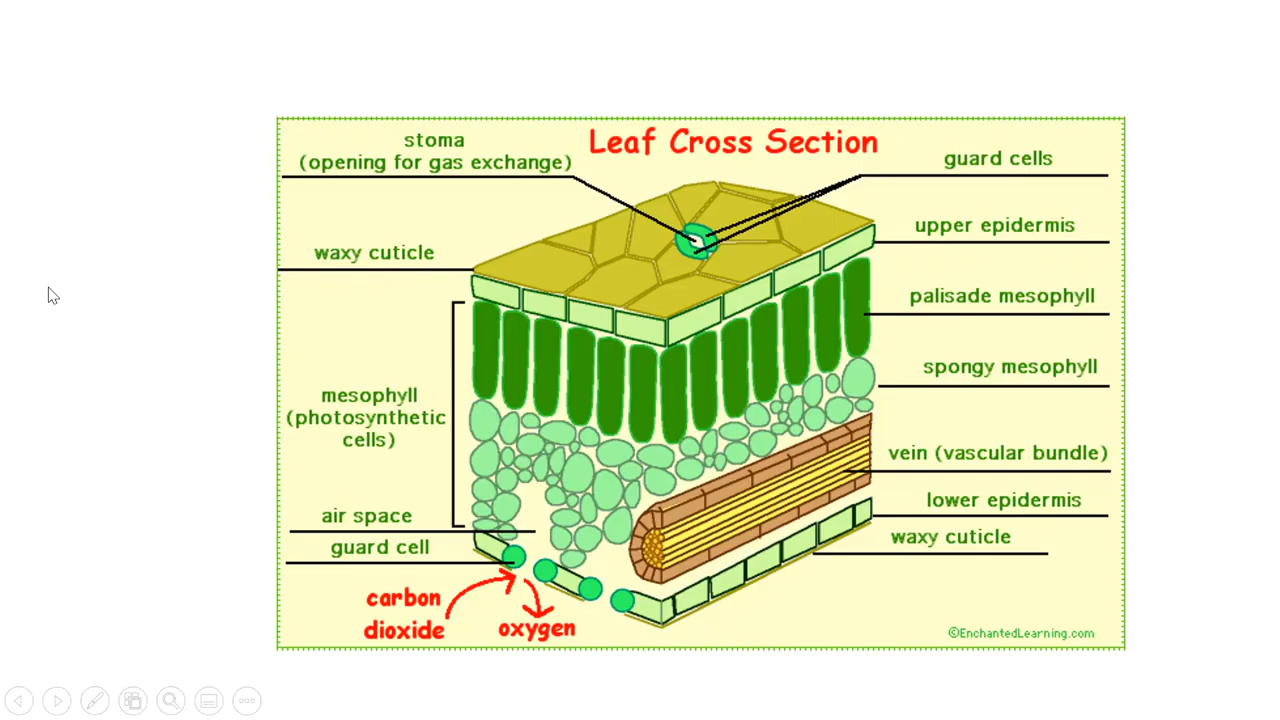 Leaf Cross Section
stoma
(opening for gas exchange)
waxy cuticle
mesophyll
(photosynthetic
cells)
air space
guard cell
carbon
dioxide
oxygen
guard cells
upper epidermis
palisade mesophyll
spongy mesophyll
vein (vascular bundle)
lower epidermis
waxy cuticle
©EnchantedLearning.com